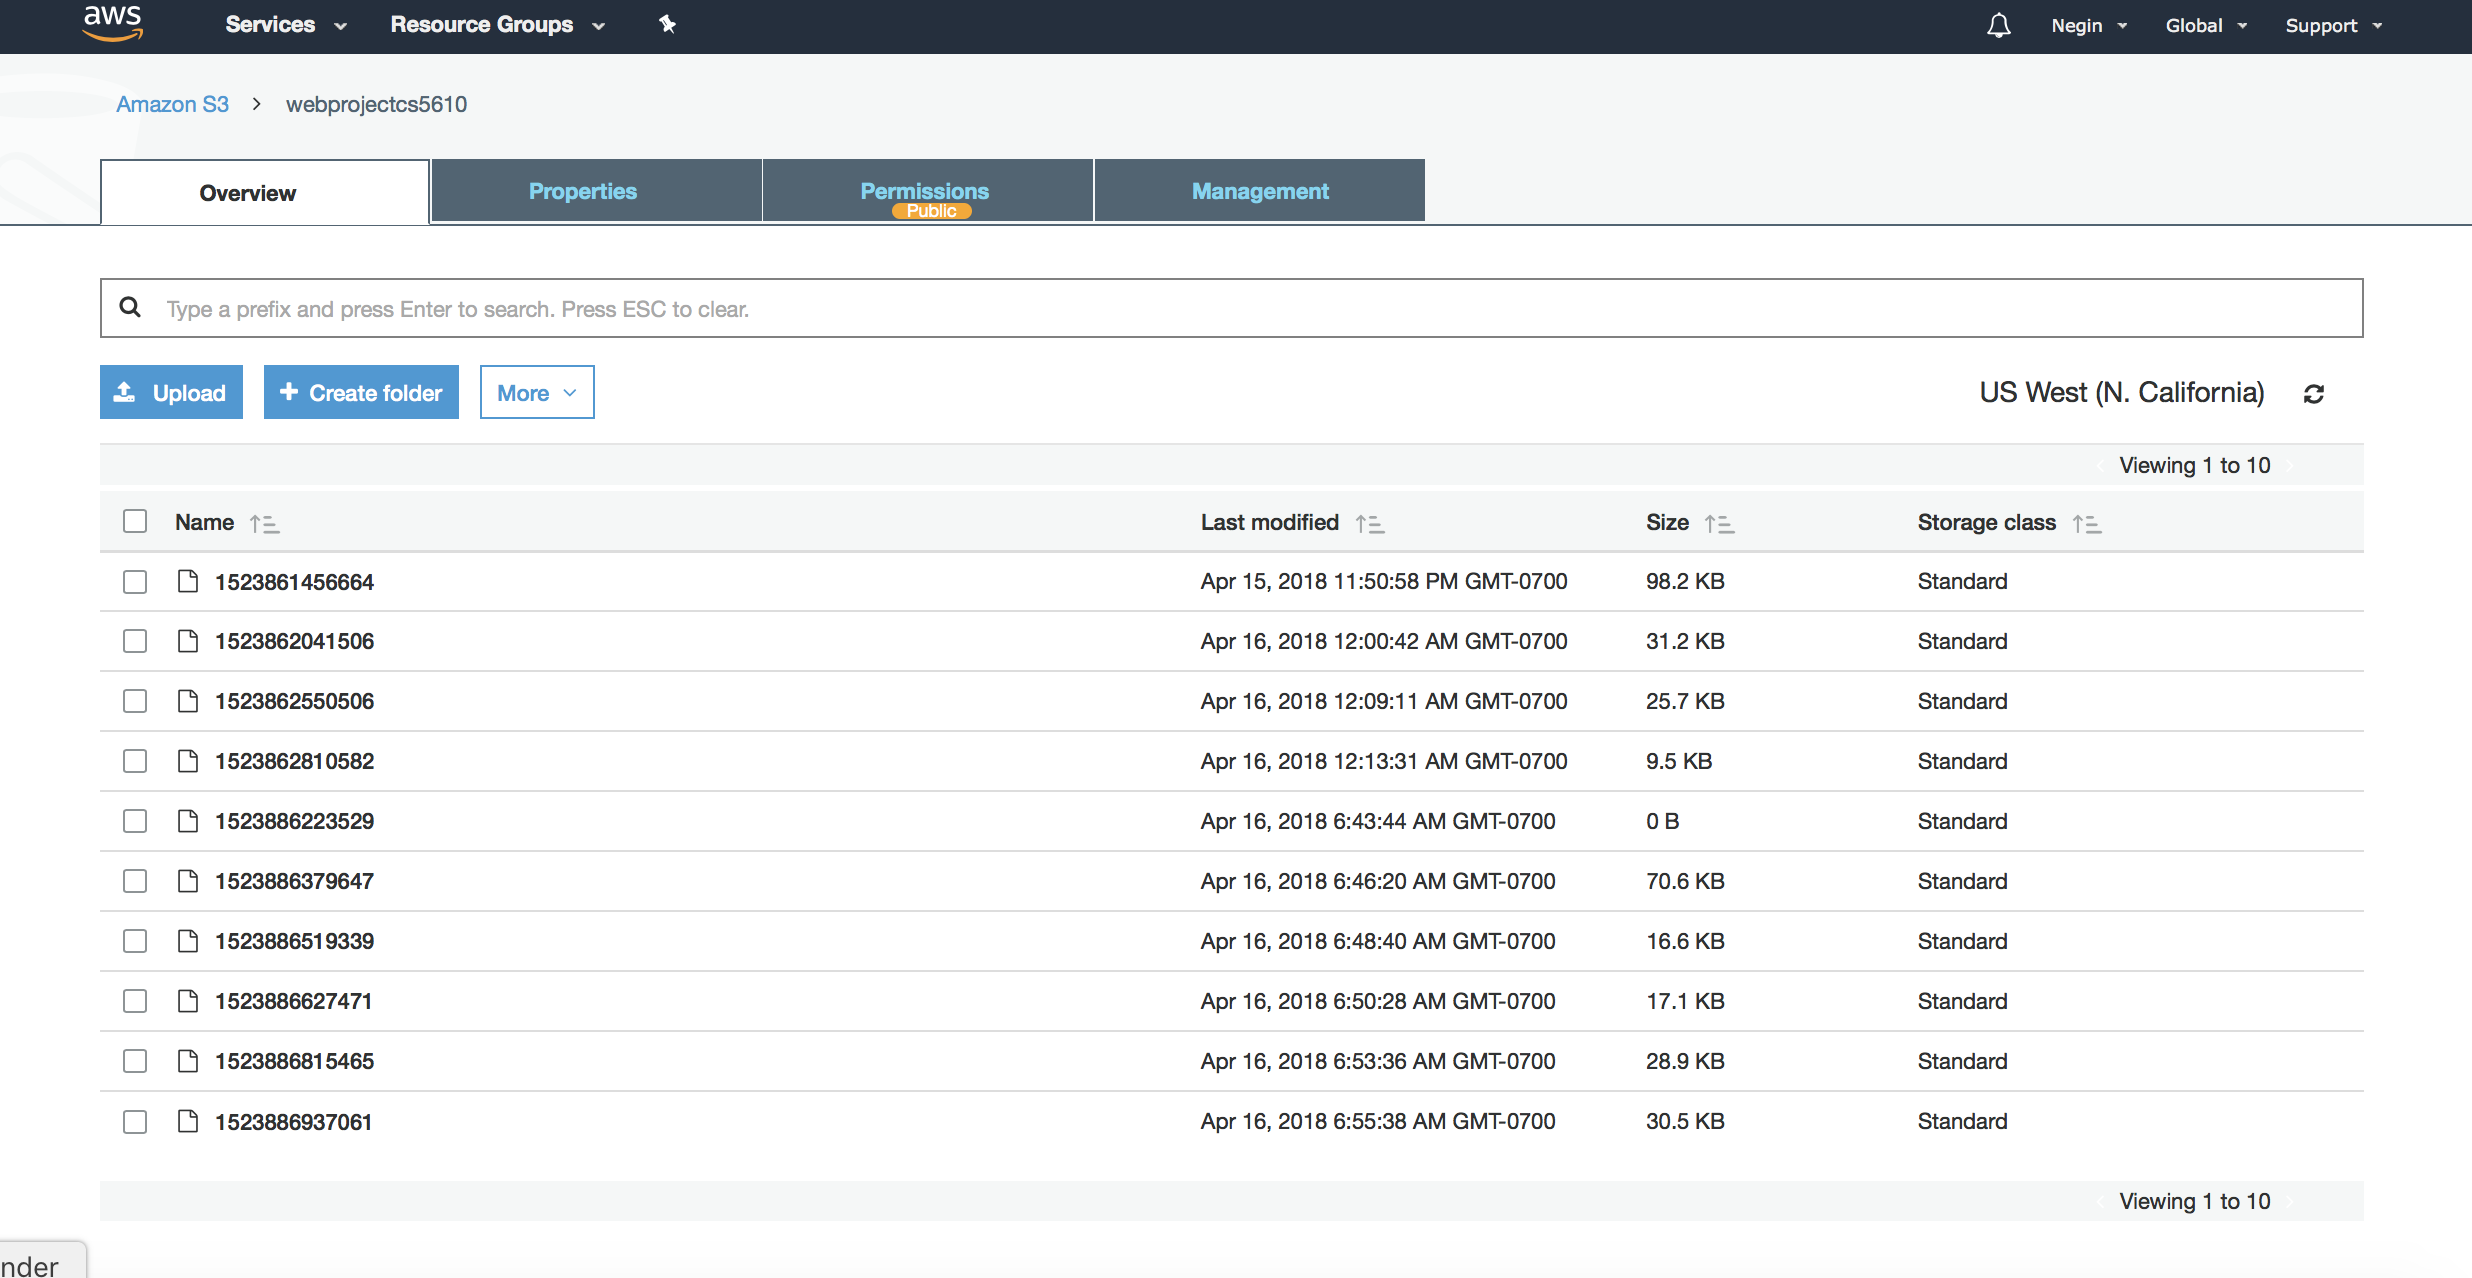 aws Services Resource Groups Negin Global Support
Amazon S3 > webprojectcs5610
Overview Properties Permissions Management
Public
Type a prefix and press Enter to search. Press ESC to clear.
Upload + Create folder More US West (N. California)
Viewing 1 to 10
Name Last modified Size Storage class
1523861456664 Apr 15, 2018 11:50:58 PM GMT-0700 98.2 KB Standard
1523862041506 Apr 16, 2018 12:00:42 AM GMT-0700 31.2 KB Standard
1523862550506 Apr 16, 2018 12:09:11 AM GMT-0700 25.7 KB Standard
1523862810582 Apr 16, 2018 12:13:31 AM GMT-0700 9.5 KB Standard
1523886223529 Apr 16, 2018 6:43:44 AM GMT-0700 0 B Standard
1523886379647 Apr 16, 2018 6:46:20 AM GMT-0700 70.6 KB Standard
1523886519339 Apr 16, 2018 6:48:40 AM GMT-0700 16.6 KB Standard
1523886627471 Apr 16, 2018 6:50:28 AM GMT-0700 17.1 KB Standard
1523886815465 Apr 16, 2018 6:53:36 AM GMT-0700 28.9 KB Standard
1523886937061 Apr 16, 2018 6:55:38 AM GMT-0700 30.5 KB Standard
Viewing 1 to 10
nder